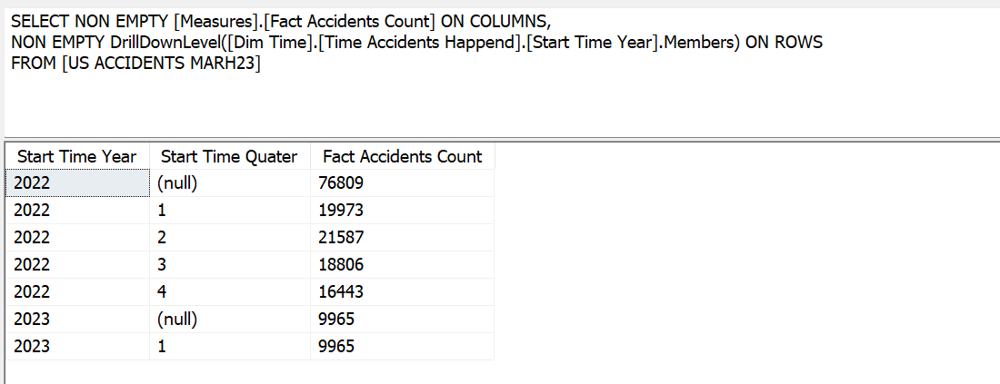 SELECT NON EMPTY [Measures].[Fact Accidents Count] ON COLUMNS,
NON EMPTY DrillDownLevel([Dim Time].[Time Accidents Happend].[Start Time Year].Members) ON ROWS
FROM [US ACCIDENTS MARH23]
Start Time Year Start Time Quater Fact Accidents Count
2022 (null) 76809
2022 1 19973
2022 2 21587
2022 3 18806
2022 4 16443
2023 (null) 9965
2023 1 9965